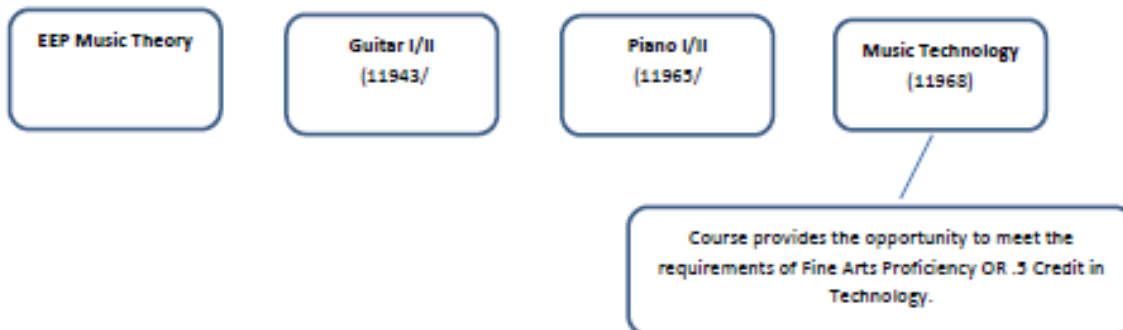 EEP Music Theory
Guitar I/II
(11943/
Piano I/II
(11965/
Music Technology
(11968)
Course provides the opportunity to meet the
requirements of Fine Arts Proficiency OR .5 Credit in
Technology.